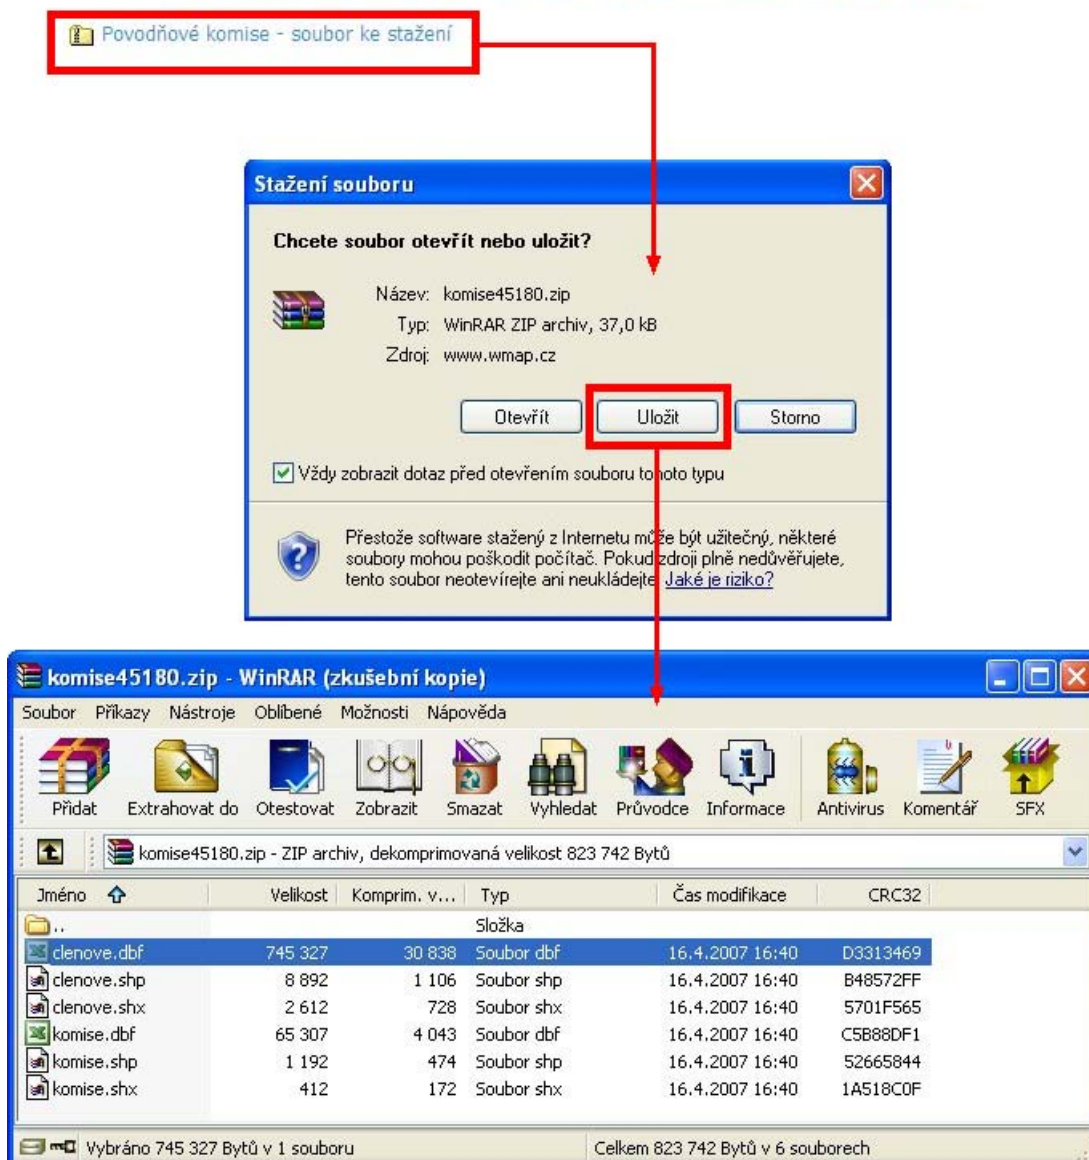 Povodňové komise - soubor ke stažení
Stažení souboru
Chcete soubor otevřít nebo uložit?
Název: komise45180.zip
Typ: WinRAR ZIP archiv, 37,0 kB
Zdroj: www.wmap.cz
Otevřít Uložit Storno
Vždy zobrazit dotaz před otevřením souboru tohoto typu
Přestože software stažený z Internetu může být užitečný, některé
soubory mohou poškodit počítač. Pokud zdroji plně nedůvěřujete,
tento soubor neotevírejte ani neukládejte. Jaké je riziko?
komise45180.zip - WinRAR (zkušební kopie)
Soubor Příkazy Nástroje Oblíbené Možnosti Nápověda
Přidat Extrahovat do Otestovat Zobrazit Smazat Vyhledat Průvodce Informace Antivirus Komentář SFX
komise45180.zip - ZIP archiv, dekomprimovaná velikost 823 742 Bytů
Jméno Velikost Komprim. v... Typ Čas modifikace CRC32
.. Složka
clenove.dbf 745 327 30 838 Soubor dbf 16.4.2007 16:40 D3313469
clenove.shp 8 892 1 106 Soubor shp 16.4.2007 16:40 B48572FF
clenove.shx 2 612 728 Soubor shx 16.4.2007 16:40 5701F565
komise.dbf 65 307 4 043 Soubor dbf 16.4.2007 16:40 C5B88DF1
komise.shp 1 192 474 Soubor shp 16.4.2007 16:40 52665844
komise.shx 412 172 Soubor shx 16.4.2007 16:40 1A518C0F
Vybráno 745 327 Bytů v 1 souboru Celkem 823 742 Bytů v 6 souborech